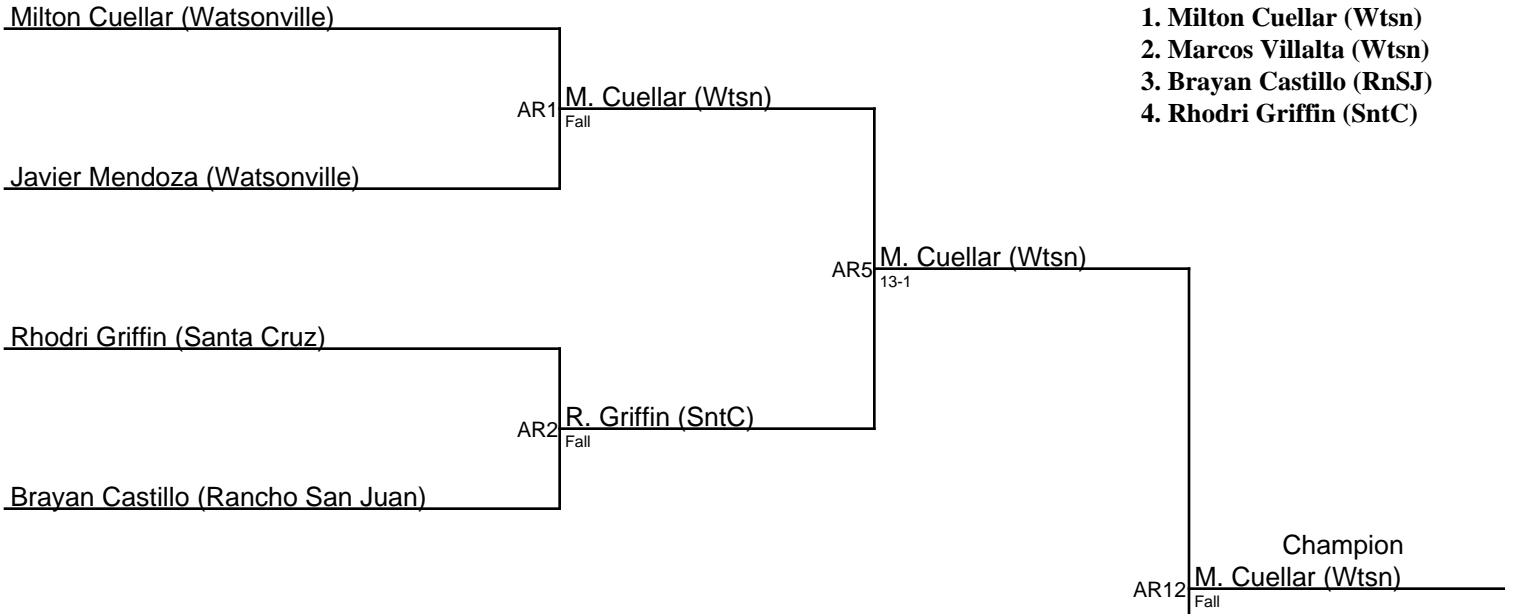 Milton Cuellar (Watsonville)
1. Milton Cuellar (Wtsn)
2. Marcos Villalta (Wtsn)
3. Brayan Castillo (RnSJ)
4. Rhodri Griffin (SntC)
AR1
M. Cuellar (Wtsn)
Fall
Javier Mendoza (Watsonville)
AR5
M. Cuellar (Wtsn)
13-1
Rhodri Griffin (Santa Cruz)
AR2
R. Griffin (SntC)
Fall
Brayan Castillo (Rancho San Juan)
Champion
AR12
M. Cuellar (Wtsn)
Fall